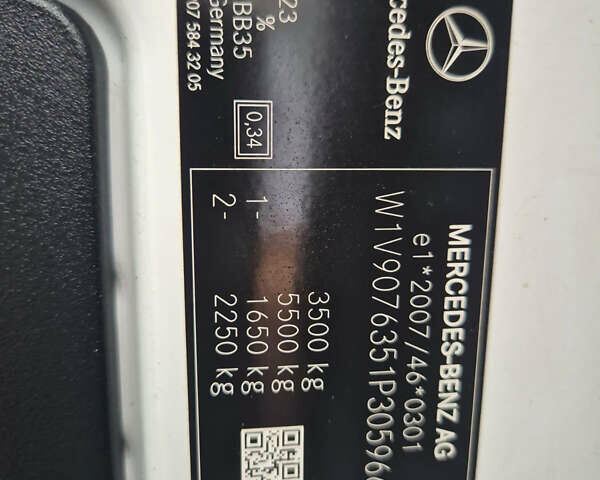 MERCEDES-BENZ AG
e1*2007/46*0301
W1V9076351P30596
3500 kg
5500 kg
1- 1650 kg
2- 2250 kg
cedes-Benz
23
%
BB35
Germany
07 584 32 05
0,34